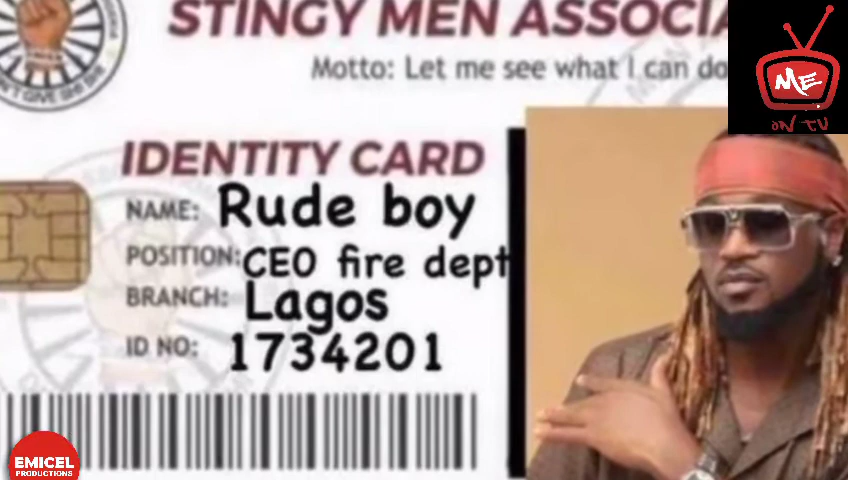 STINGY MEN ASSOCIA
Motto: Let me see what I can do
ME
ON TV
IDENTITY CARD
NAME: Rude boy
POSITION: CEO fire dept
BRANCH: Lagos
ID NO: 1734201
EMICEL
PRODUCTIONS